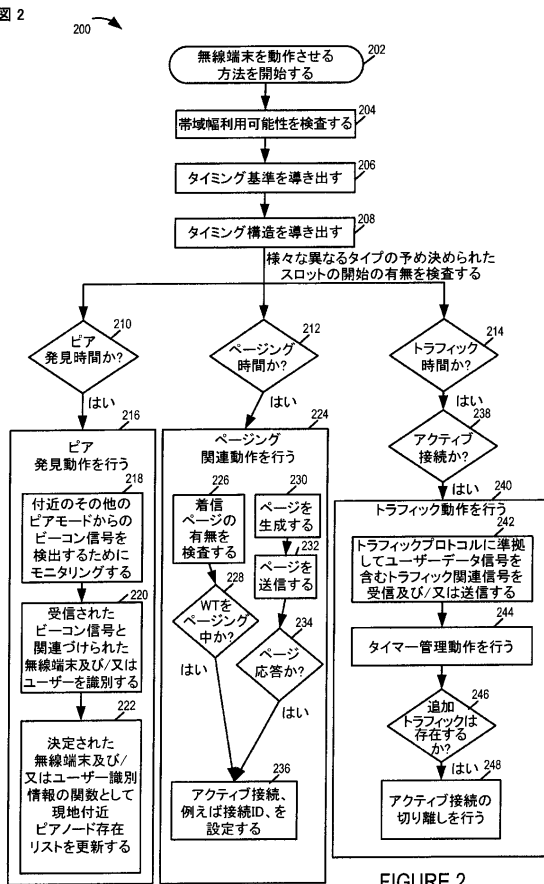 図 2
200
無線端末を動作させる
方法を開始する
202
204
帯域幅利用可能性を検査する
206
タイミング基準を導き出す
208
タイミング構造を導き出す
様々な異なるタイプの予め決められた
スロットの開始の有無を検査する
210
ピア
発見時間か?
はい
212
ページング
時間か?
はい
214
トラフィック
時間か?
はい
238
アクティブ
接続か?
はい
216
ピア
発見動作を行う
218
付近のその他の
ピアモードからの
ビーコン信号を
検出するために
モニタリングする
220
受信された
ビーコン信号と
関連づけられた
無線端末及び/又は
ユーザーを識別する
222
決定された
無線端末及び/
又はユーザー識別
情報の関数として
現地付近
ピアノード存在
リストを更新する
224
ページング
関連動作を行う
226
着信
ページの
有無を
検査する
228
WTを
ページング
中か?
はい
230
ページを
生成する
232
ページを
送信する
234
ページ
応答か?
はい
236
アクティブ接続、
例えば接続ID、を
設定する
240
トラフィック動作を行う
242
トラフィックプロトコルに準拠
してユーザーデータ信号を
含むトラフィック関連信号を
受信及び/又は送信する
244
タイマー管理動作を行う
246
追加
トラフィックは
存在する
か?
はい
248
アクティブ接続の
切り離しを行う
FIGURE 2